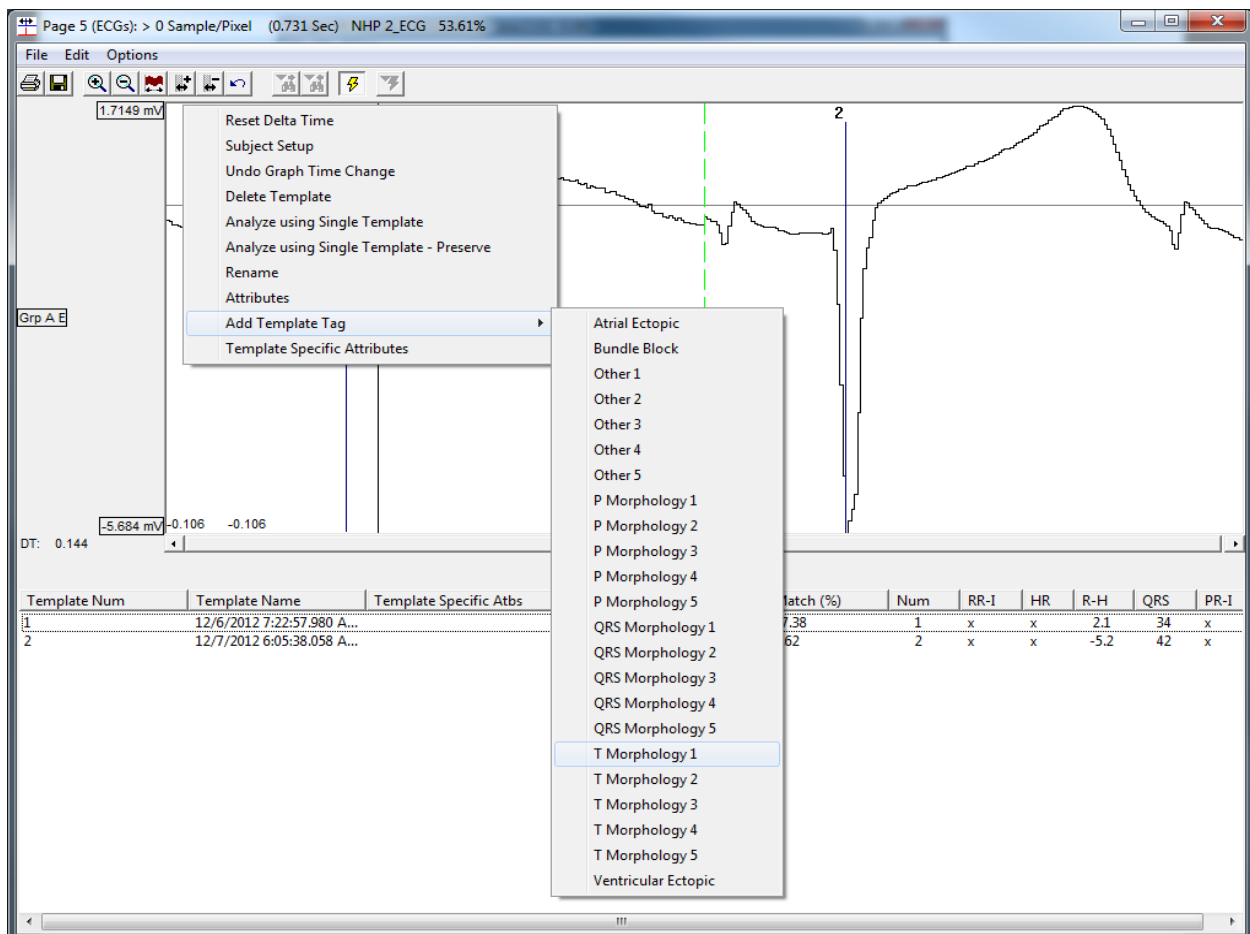 Page 5 (ECGs): > 0 Sample/Pixel (0.731 Sec) NHP 2_ECG 53.61%
File Edit Options
1.7149 mV
2
Reset Delta Time
Subject Setup
Undo Graph Time Change
Delete Template
Analyze using Single Template
Analyze using Single Template - Preserve
Rename
Attributes
Add Template Tag
Template Specific Attributes
Grp A E
Atrial Ectopic
Bundle Block
Other 1
Other 2
Other 3
Other 4
Other 5
P Morphology 1
P Morphology 2
P Morphology 3
P Morphology 4
P Morphology 5
QRS Morphology 1
QRS Morphology 2
QRS Morphology 3
QRS Morphology 4
QRS Morphology 5
T Morphology 1
T Morphology 2
T Morphology 3
T Morphology 4
T Morphology 5
Ventricular Ectopic
-5.684 mV -0.106 -0.106
DT: 0.144
Template Num Template Name Template Specific Atbs (%) Num RR-I HR R-H QRS PR-I
1 12/6/2012 7:22:57.980 A... 7.38 1 x x 2.1 34 x
2 12/7/2012 6:05:38.058 A... 62 2 x x -5.2 42 x